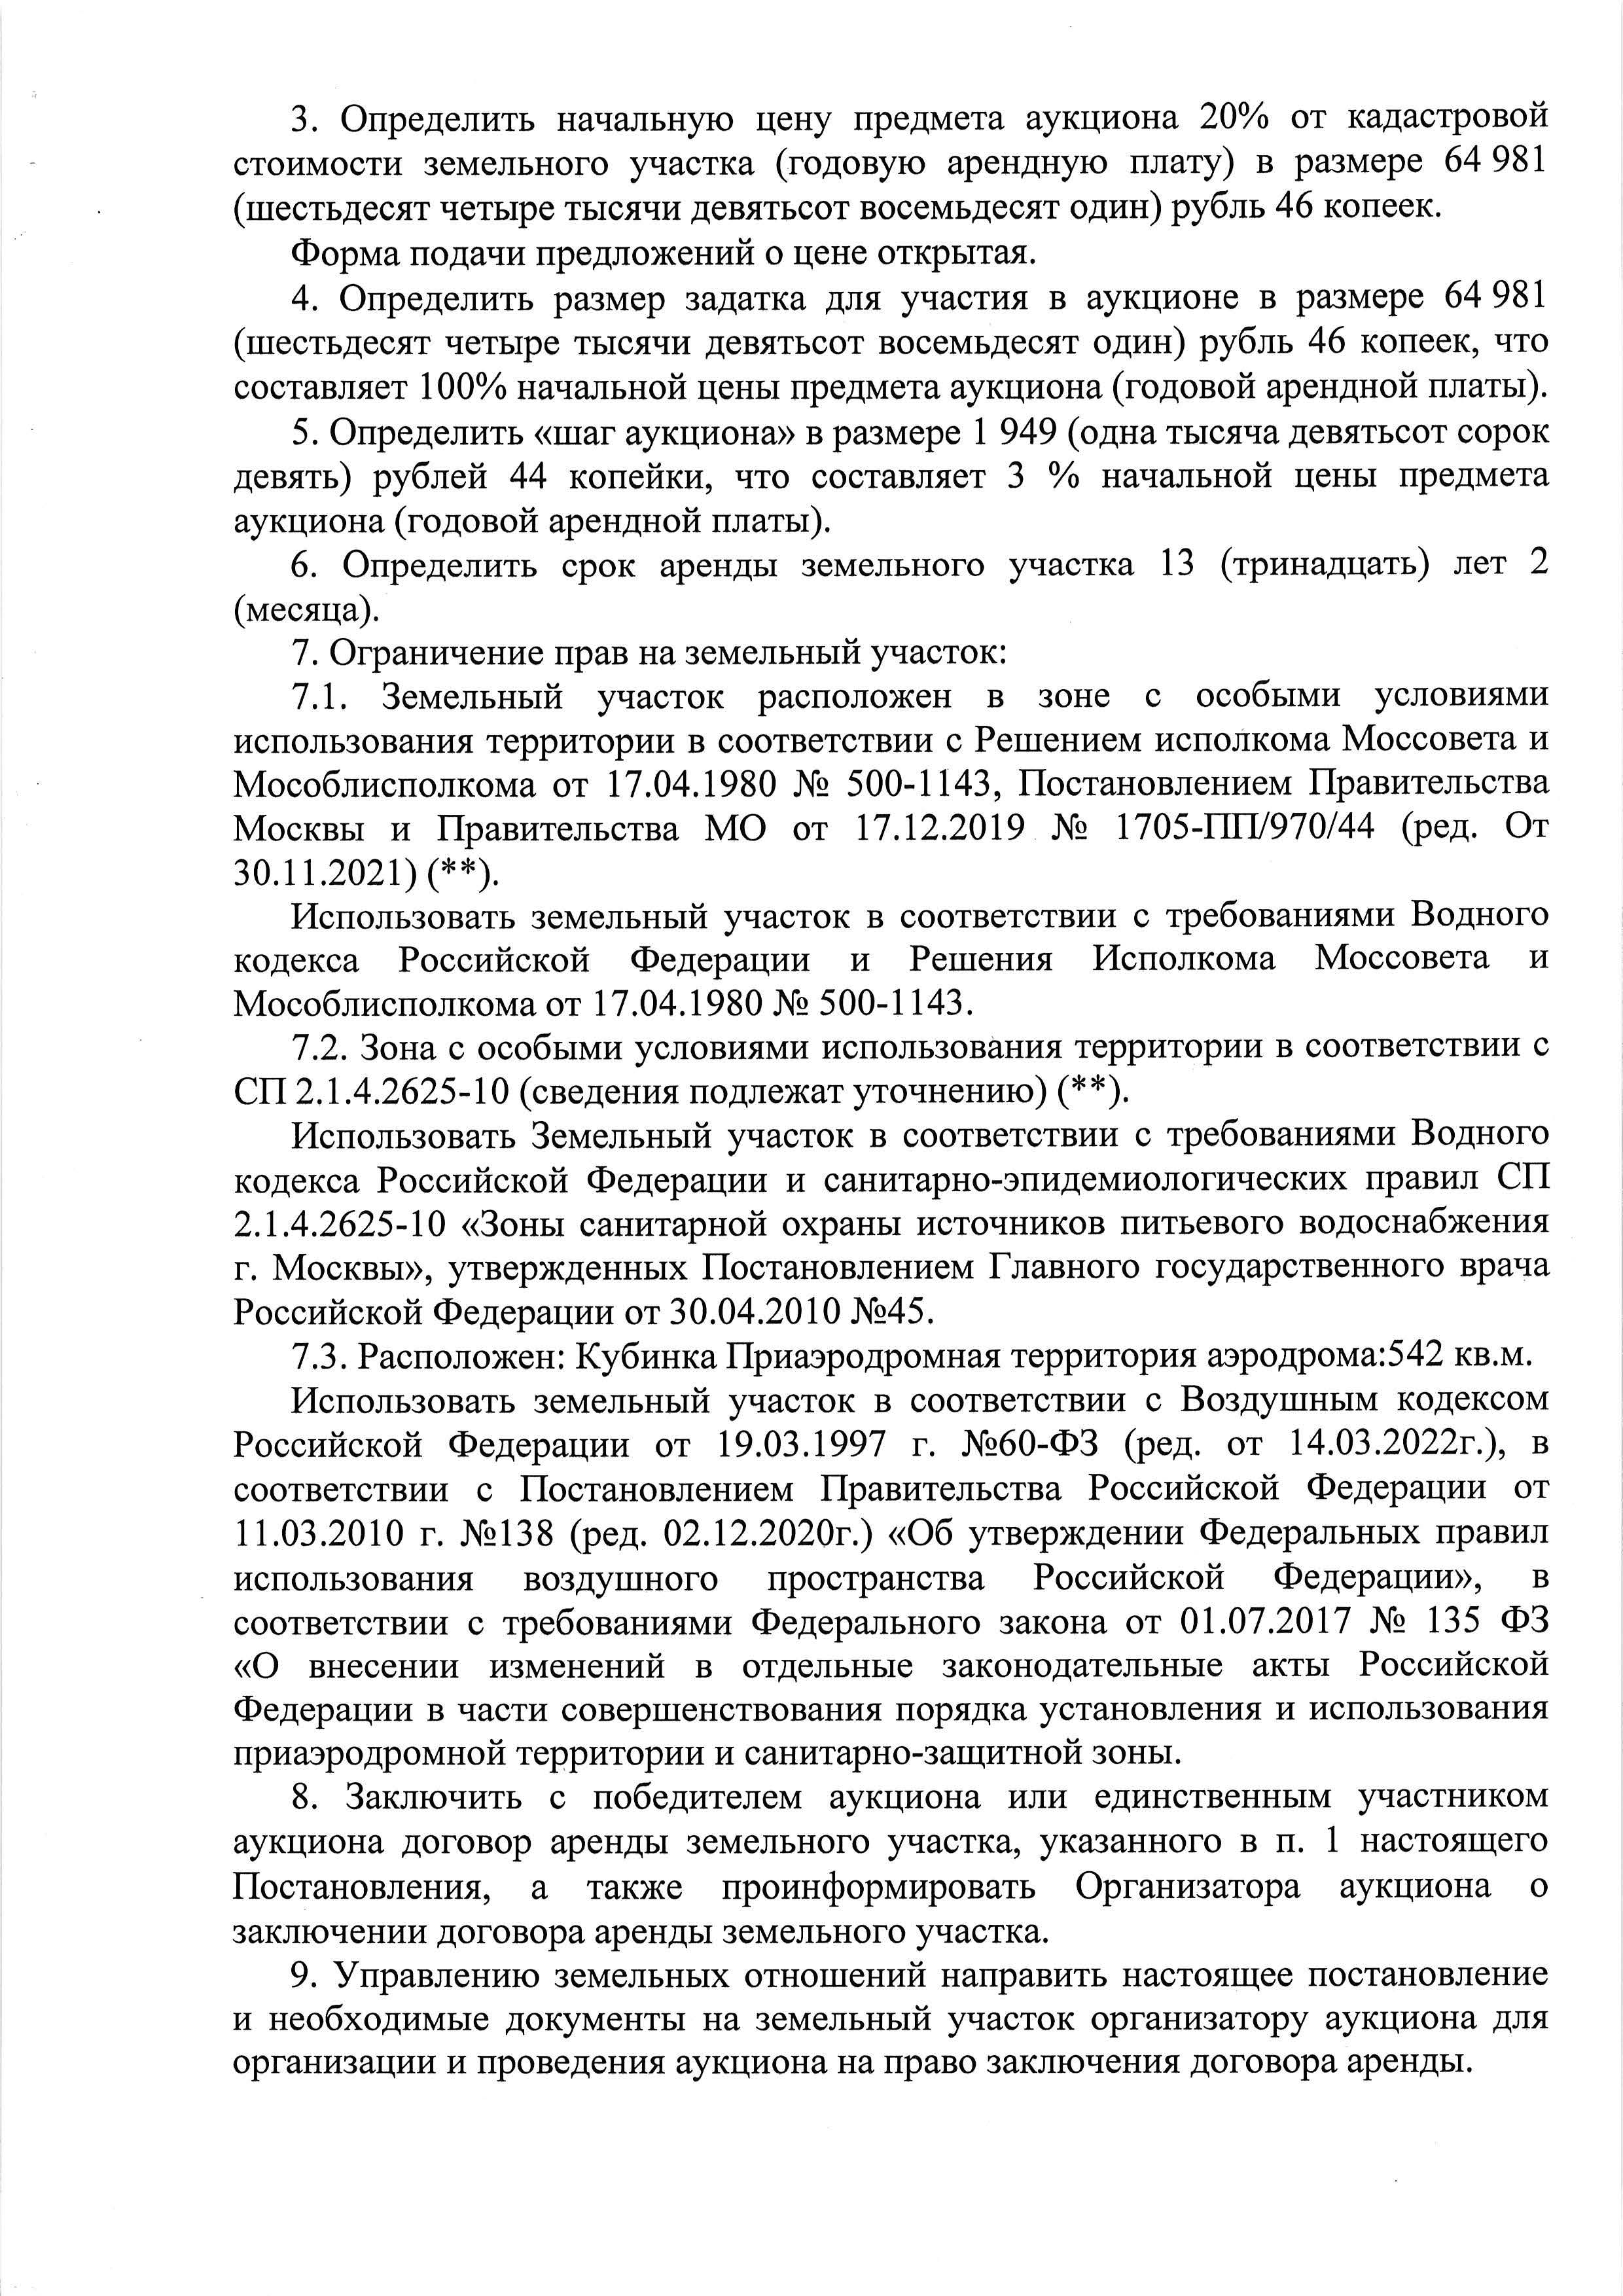 3. Определить начальную цену предмета аукциона 20% от кадастровой
стоимости земельного участка (годовую арендную плату) в размере 64 981
(шестьдесят четыре тысячи девятьсот восемьдесят один) рубль 46 копеек.
Форма подачи предложений о цене открытая.
4. Определить размер задатка для участия в аукционе в размере 64 981
(шестьдесят четыре тысячи девятьсот восемьдесят один) рубль 46 копеек, что
составляет 100% начальной цены предмета аукциона (годовой арендной платы).
5. Определить «шаг аукциона» в размере 1 949 (одна тысяча девятьсот сорок
девять) рублей 44 копейки, что составляет 3 % начальной цены предмета
аукциона (годовой арендной платы).
6. Определить срок аренды земельного участка 13 (тринадцать) лет 2
(месяца).
7. Ограничение прав на земельный участок:
7.1. Земельный участок расположен в зоне с особыми условиями
использования территории в соответствии с Решением исполкома Моссовета и
Мособлисполкома от 17.04.1980 № 500-1143, Постановлением Правительства
Москвы и Правительства МО от 17.12.2019 № 1705-ПП/970/44 (ред. От
30.11.2021) (**).
Использовать земельный участок в соответствии с требованиями Водного
кодекса Российской Федерации и Решения Исполкома Моссовета и
Мособлисполкома от 17.04.1980 № 500-1143.
7.2. Зона с особыми условиями использования территории в соответствии с
СП 2.1.4.2625-10 (сведения подлежат уточнению) (**).
Использовать Земельный участок в соответствии с требованиями Водного
кодекса Российской Федерации и санитарно-эпидемиологических правил СП
2.1.4.2625-10 «Зоны санитарной охраны источников питьевого водоснабжения
г. Москвы», утвержденных Постановлением Главного государственного врача
Российской Федерации от 30.04.2010 №45.
7.3. Расположен: Кубинка Приаэродромная территория аэродрома:542 кв.м.
Использовать земельный участок в соответствии с Воздушным кодексом
Российской Федерации от 19.03.1997 г. №60-ФЗ (ред. от 14.03.2022г.), в
соответствии с Постановлением Правительства Российской Федерации от
11.03.2010 г. №138 (ред. 02.12.2020г.) «Об утверждении Федеральных правил
использования воздушного пространства Российской Федерации», в
соответствии с требованиями Федерального закона от 01.07.2017 № 135 ФЗ
«О внесении изменений в отдельные законодательные акты Российской
Федерации в части совершенствования порядка установления и использования
приаэродромной территории и санитарно-защитной зоны.
8. Заключить с победителем аукциона или единственным участником
аукциона договор аренды земельного участка, указанного в п. 1 настоящего
Постановления, а также проинформировать Организатора аукциона о
заключении договора аренды земельного участка.
9. Управлению земельных отношений направить настоящее постановление
и необходимые документы на земельный участок организатору аукциона для
организации и проведения аукциона на право заключения договора аренды.